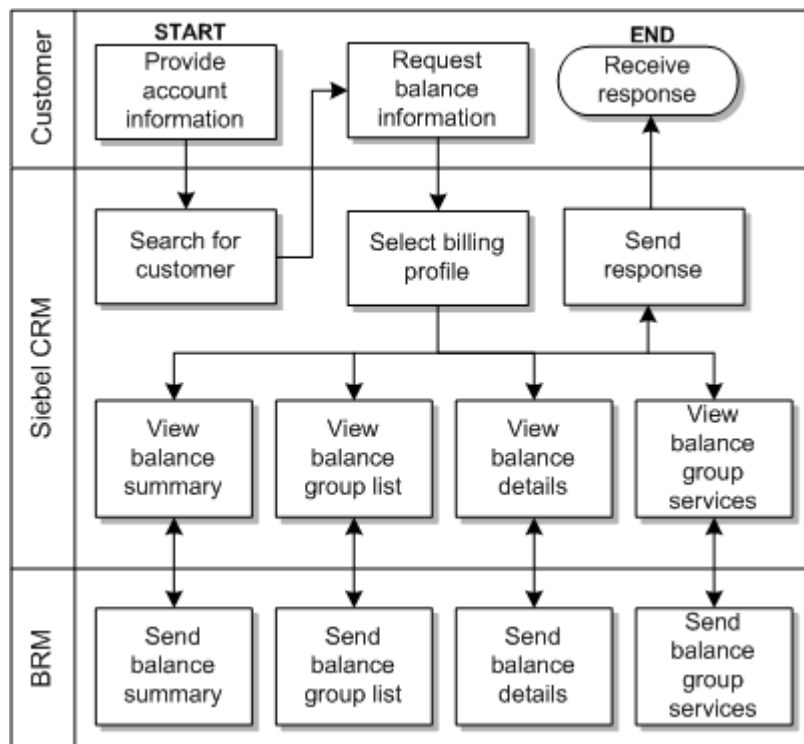 Customer
START
Provide
account
information
Request
balance
information
END
Receive
response
Siebel CRM
Search for
customer
Select billing
profile
Send
response
View
balance
summary
View
balance
group list
View
balance
details
View
balance
group
services
BRM
Send
balance
summary
Send
balance
group list
Send
balance
details
Send
balance
group
services